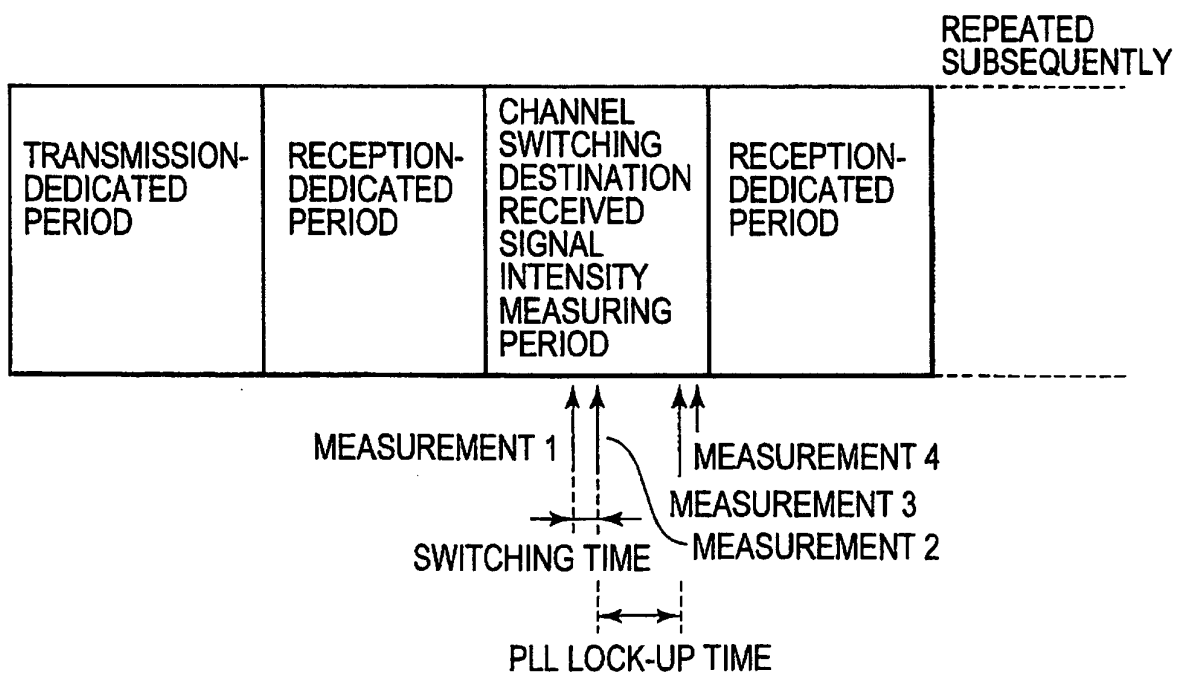 REPEATED
SUBSEQUENTLY
TRANSMISSION-
DEDICATED
PERIOD
RECEPTION-
DEDICATED
PERIOD
CHANNEL
SWITCHING
DESTINATION
RECEIVED
SIGNAL
INTENSITY
MEASURING
PERIOD
RECEPTION-
DEDICATED
PERIOD
MEASUREMENT 1
MEASUREMENT 4
MEASUREMENT 3
MEASUREMENT 2
SWITCHING TIME
PLL LOCK-UP TIME